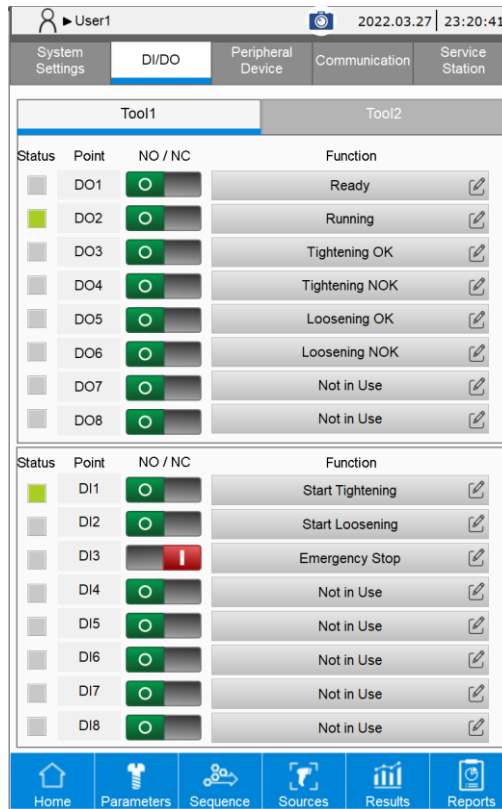 ▶ User1 2022.03.27 23:20:41
System Settings DI/DO Peripheral Device Communication Service Station
Tool1 Tool2
Status Point NO / NC Function
DO1 Ready
DO2 Running
DO3 Tightening OK
DO4 Tightening NOK
DO5 Loosening OK
DO6 Loosening NOK
DO7 Not in Use
DO8 Not in Use
Status Point NO / NC Function
DI1 Start Tightening
DI2 Start Loosening
DI3 Emergency Stop
DI4 Not in Use
DI5 Not in Use
DI6 Not in Use
DI7 Not in Use
DI8 Not in Use
Home Parameters Sequence Sources Results Reports